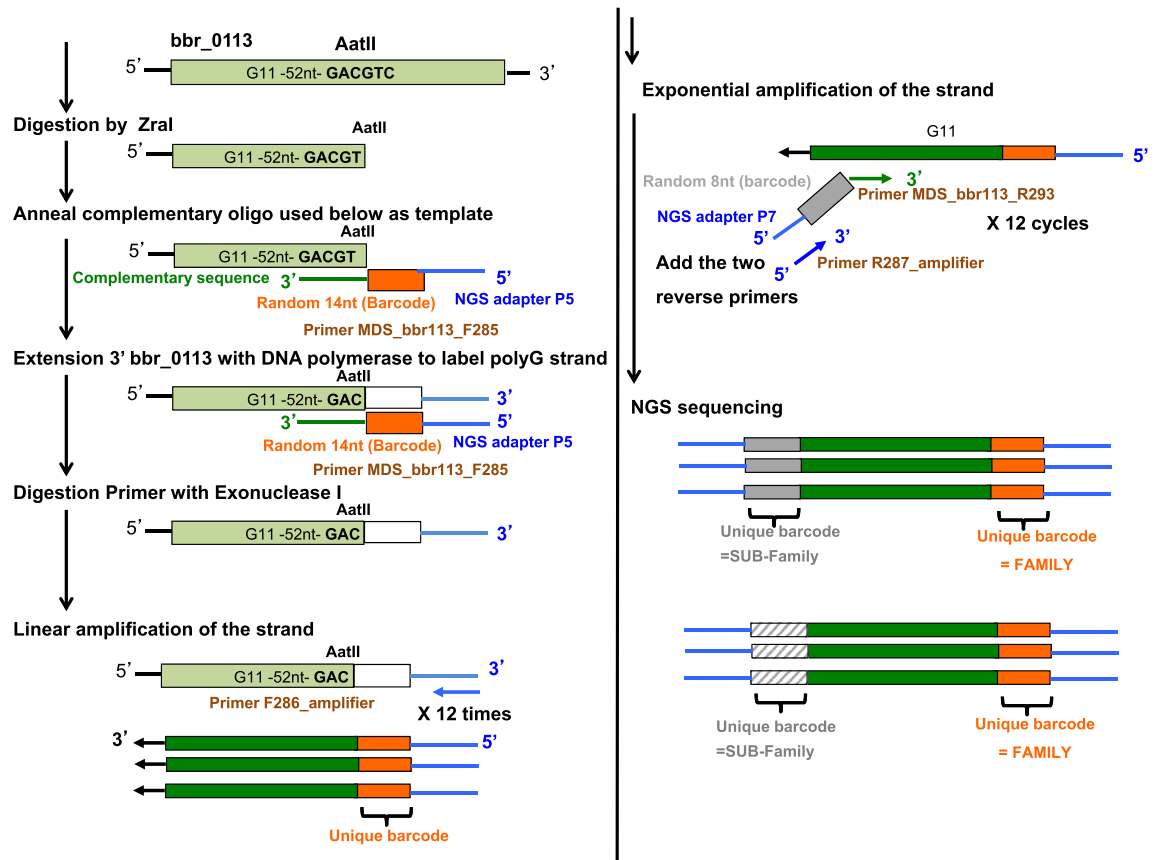 bbr_0113
AatII
5’
G11 -52nt- GACGTC
3’
Digestion by ZraI
AatII
5’
G11 -52nt- GACGT
Anneal complementary oligo used below as template
AatII
5’
G11 -52nt- GACGT
Complementary sequence
3’
5’
Random 14nt (Barcode)
NGS adapter P5
Primer MDS_bbr113_F285
Extension 3’ bbr_0113 with DNA polymerase to label polyG strand
AatII
5’
G11 -52nt- GAC
3’
3’
5’
Random 14nt (Barcode)
NGS adapter P5
Primer MDS_bbr113_F285
Digestion Primer with Exonuclease I
AatII
5’
G11 -52nt- GAC
3’
Linear amplification of the strand
AatII
5’
G11 -52nt- GAC
3’
Primer F286_amplifier
X 12 times
3’
5’
Unique barcode
Exponential amplification of the strand
G11
5’
Random 8nt (barcode)
3’
Primer MDS_bbr113_R293
NGS adapter P7
X 12 cycles
5’
3’
Add the two
reverse primers
5’
Primer R287_amplifier
NGS sequencing
Unique barcode
=SUB-Family
Unique barcode
= FAMILY
Unique barcode
=SUB-Family
Unique barcode
= FAMILY